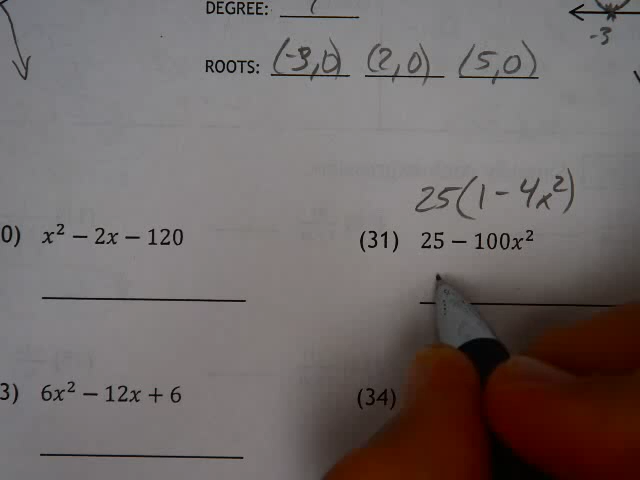 DEGREE:
-3
ROOTS: (-3,0) (2,0) (5,0)
25(1-4x²)
0) x² − 2x − 120
(31) 25 − 100x²
3) 6x² − 12x + 6
(34)